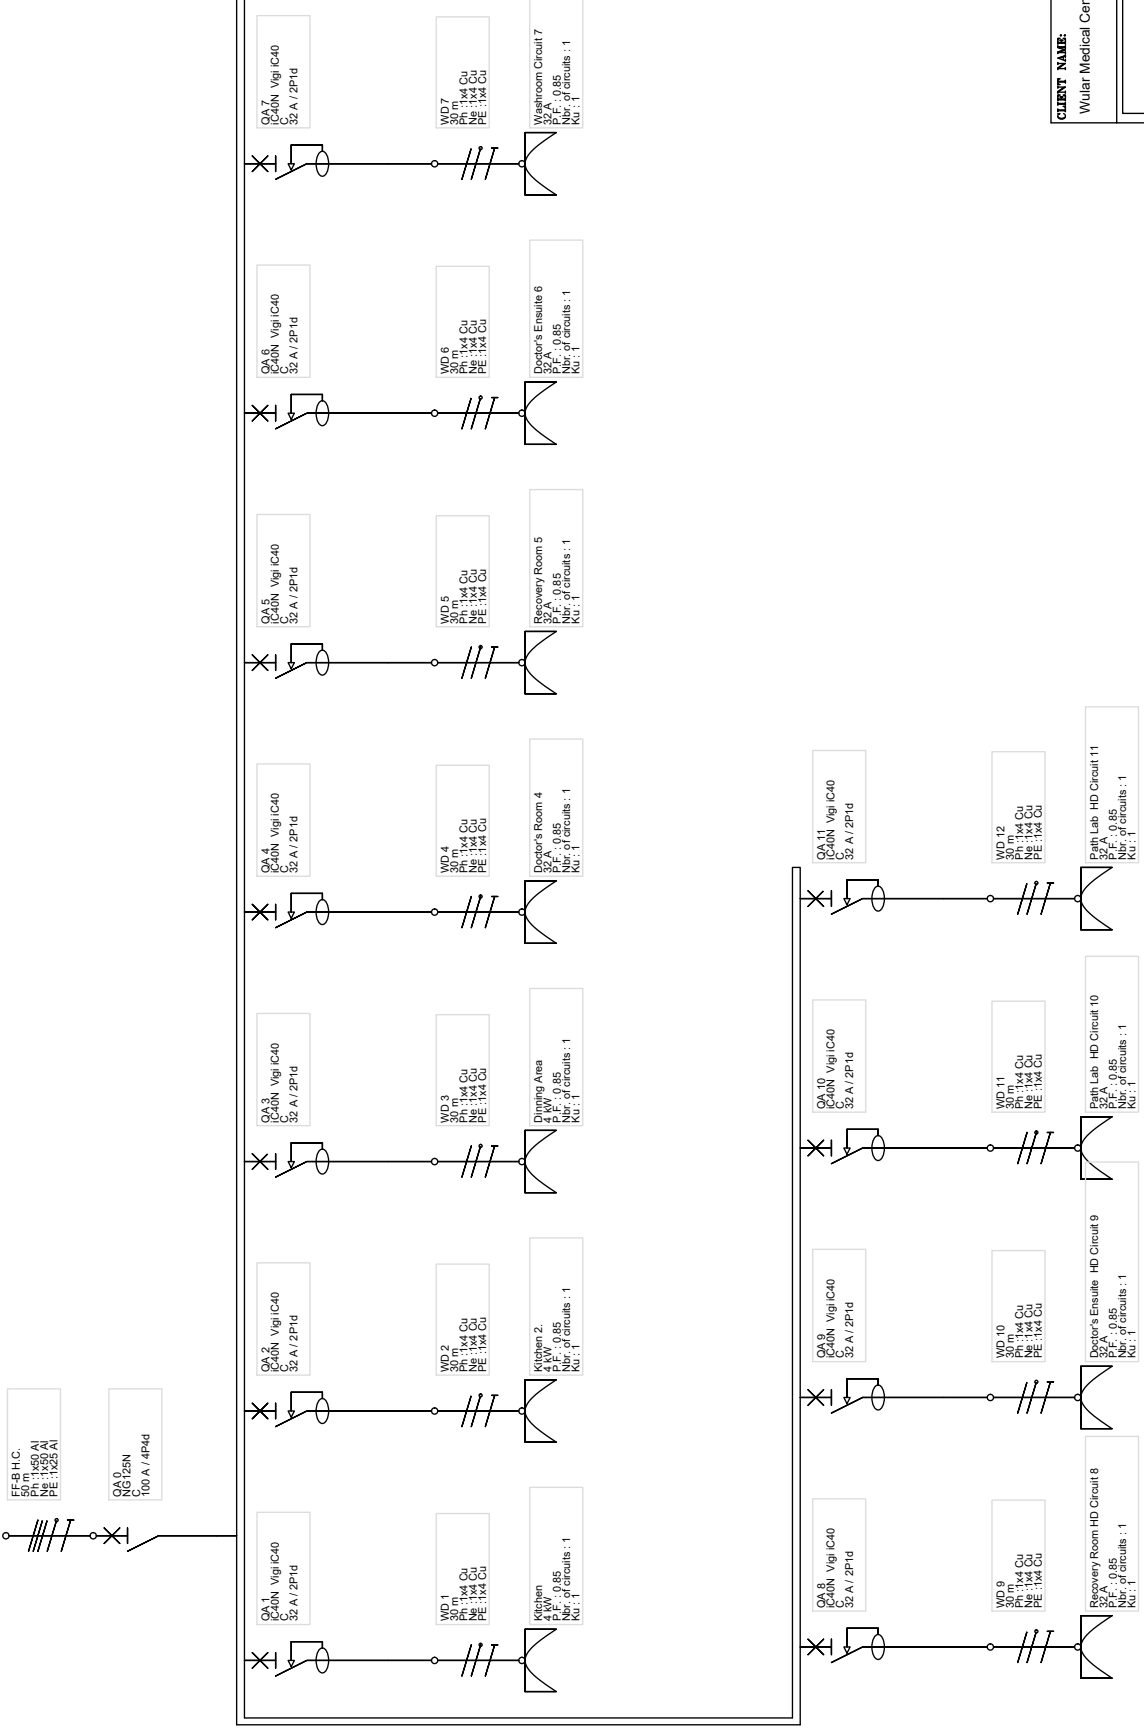 FF-B H.C.
50 m
Ph :1x50 Al
Ne :1x50 Al
PE :1x25 Al
QA 0
NG125N
C
100 A / 4P4d
QA 1
iC40N Vigi iC40
C
32 A / 2P1d
WD 1
30 m
Ph :1x4 Cu
Ne :1x4 Cu
PE :1x4 Cu
Kitchen
4 kW
P.F. : 0.85
Nbr. of circuits : 1
Ku : 1
QA 2
iC40N Vigi iC40
C
32 A / 2P1d
WD 2
30 m
Ph :1x4 Cu
Ne :1x4 Cu
PE :1x4 Cu
Kitchen 2.
4 kW
P.F. : 0.85
Nbr. of circuits : 1
Ku : 1
QA 3
iC40N Vigi iC40
C
32 A / 2P1d
WD 3
30 m
Ph :1x4 Cu
Ne :1x4 Cu
PE :1x4 Cu
Dinning Area
4 kW
P.F. : 0.85
Nbr. of circuits : 1
Ku : 1
QA 4
iC40N Vigi iC40
C
32 A / 2P1d
WD 4
30 m
Ph :1x4 Cu
Ne :1x4 Cu
PE :1x4 Cu
Doctor's Room 4
32 A
P.F. : 0.85
Nbr. of circuits : 1
Ku : 1
QA 5
iC40N Vigi iC40
C
32 A / 2P1d
WD 5
30 m
Ph :1x4 Cu
Ne :1x4 Cu
PE :1x4 Cu
Recovery Room 5
32 A
P.F. : 0.85
Nbr. of circuits : 1
Ku : 1
QA 6
iC40N Vigi iC40
C
32 A / 2P1d
WD 6
30 m
Ph :1x4 Cu
Ne :1x4 Cu
PE :1x4 Cu
Doctor's Ensuite 6
32 A
P.F. : 0.85
Nbr. of circuits : 1
Ku : 1
QA 7
iC40N Vigi iC40
C
32 A / 2P1d
WD 7
30 m
Ph :1x4 Cu
Ne :1x4 Cu
PE :1x4 Cu
Washroom Circuit 7
32 A
P.F. : 0.85
Nbr. of circuits : 1
Ku : 1
QA 8
iC40N Vigi iC40
C
32 A / 2P1d
WD 9
30 m
Ph :1x4 Cu
Ne :1x4 Cu
PE :1x4 Cu
Recovery Room HD Circuit 8
32 A
P.F. : 0.85
Nbr. of circuits : 1
Ku : 1
QA 9
iC40N Vigi iC40
C
32 A / 2P1d
WD 10
30 m
Ph :1x4 Cu
Ne :1x4 Cu
PE :1x4 Cu
Doctor's Ensuite HD Circuit 9
32 A
P.F. : 0.85
Nbr. of circuits : 1
Ku : 1
QA 10
iC40N Vigi iC40
C
32 A / 2P1d
WD 11
30 m
Ph :1x4 Cu
Ne :1x4 Cu
PE :1x4 Cu
Path Lab HD Circuit 10
32 A
P.F. : 0.85
Nbr. of circuits : 1
Ku : 1
QA 11
iC40N Vigi iC40
C
32 A / 2P1d
WD 12
30 m
Ph :1x4 Cu
Ne :1x4 Cu
PE :1x4 Cu
Path Lab HD Circuit 11
32 A
P.F. : 0.85
Nbr. of circuits : 1
Ku : 1
CLIENT NAME:
Wular Medical Cen